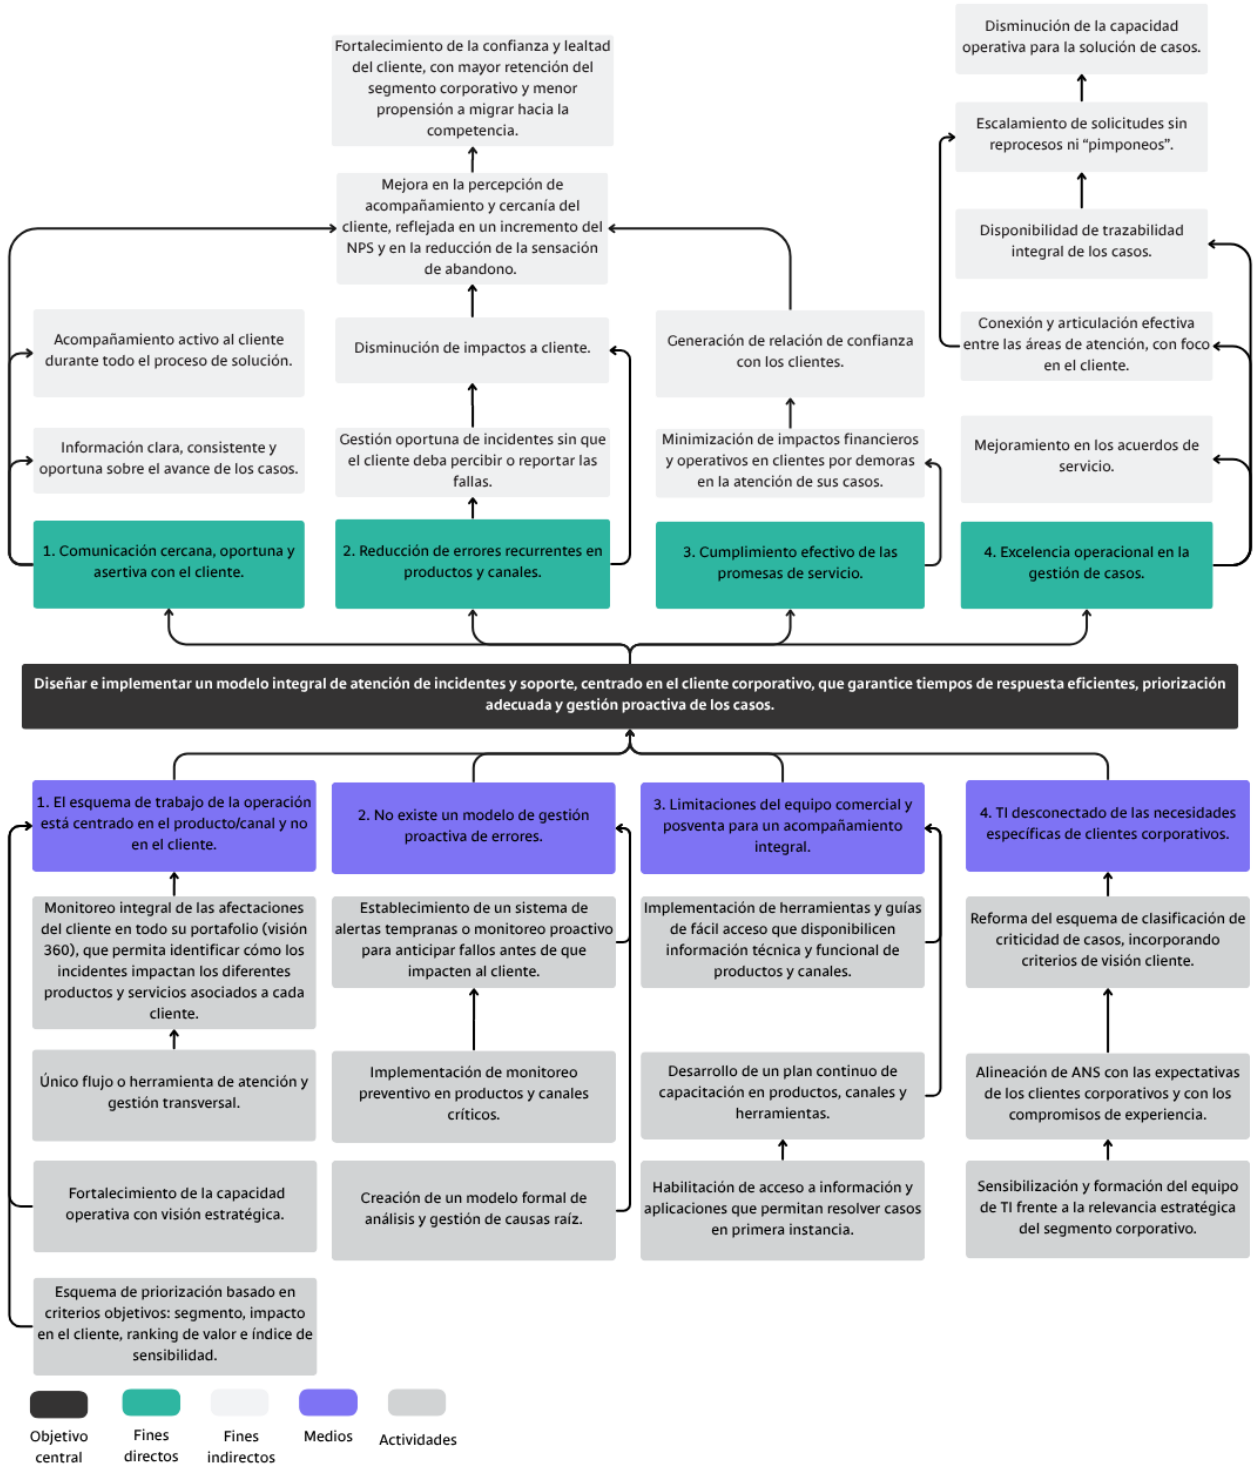 Disminución de la capacidad
operativa para la solución de casos.
Fortalecimiento de la confianza y lealtad
del cliente, con mayor retención del
segmento corporativo y menor
propensión a migrar hacia la
competencia.
Escalamiento de solicitudes sin
reprocesos ni “pimponeos”.
Mejora en la percepción de
acompañamiento y cercanía del
cliente, reflejada en un incremento del
NPS y en la reducción de la sensación
de abandono.
Disponibilidad de trazabilidad
integral de los casos.
Acompañamiento activo al cliente
durante todo el proceso de solución.
Disminución de impactos a cliente.
Generación de relación de confianza
con los clientes.
Conexión y articulación efectiva
entre las áreas de atención, con foco
en el cliente.
Información clara, consistente y
oportuna sobre el avance de los casos.
Gestión oportuna de incidentes sin que
el cliente deba percibir o reportar las
fallas.
Minimización de impactos financieros
y operativos en clientes por demoras
en la atención de sus casos.
Mejoramiento en los acuerdos de
servicio.
1. Comunicación cercana, oportuna y
asertiva con el cliente.
2. Reducción de errores recurrentes en
productos y canales.
3. Cumplimiento efectivo de las
promesas de servicio.
4. Excelencia operacional en la
gestión de casos.
Diseñar e implementar un modelo integral de atención de incidentes y soporte, centrado en el cliente corporativo, que garantice tiempos de respuesta eficientes, priorización
adecuada y gestión proactiva de los casos.
1. El esquema de trabajo de la operación
está centrado en el producto/canal y no
en el cliente.
2. No existe un modelo de gestión
proactiva de errores.
3. Limitaciones del equipo comercial y
posventa para un acompañamiento
integral.
4. TI desconectado de las necesidades
específicas de clientes corporativos.
Monitoreo integral de las afectaciones
del cliente en todo su portafolio (visión
360), que permita identificar cómo los
incidentes impactan los diferentes
productos y servicios asociados a cada
cliente.
Establecimiento de un sistema de
alertas tempranas o monitoreo proactivo
para anticipar fallos antes de que
impacten al cliente.
Implementación de herramientas y guías
de fácil acceso que disponibilicen
información técnica y funcional de
productos y canales.
Reforma del esquema de clasificación de
criticidad de casos, incorporando
criterios de visión cliente.
Único flujo o herramienta de atención y
gestión transversal.
Implementación de monitoreo
preventivo en productos y canales
críticos.
Desarrollo de un plan continuo de
capacitación en productos, canales y
herramientas.
Alineación de ANS con las expectativas
de los clientes corporativos y con los
compromisos de experiencia.
Fortalecimiento de la capacidad
operativa con visión estratégica.
Creación de un modelo formal de
análisis y gestión de causas raíz.
Habilitación de acceso a información y
aplicaciones que permitan resolver casos
en primera instancia.
Sensibilización y formación del equipo
de TI frente a la relevancia estratégica
del segmento corporativo.
Esquema de priorización basado en
criterios objetivos: segmento, impacto
en el cliente, ranking de valor e índice de
sensibilidad.
Objetivo
central
Fines
directos
Fines
indirectos
Medios
Actividades